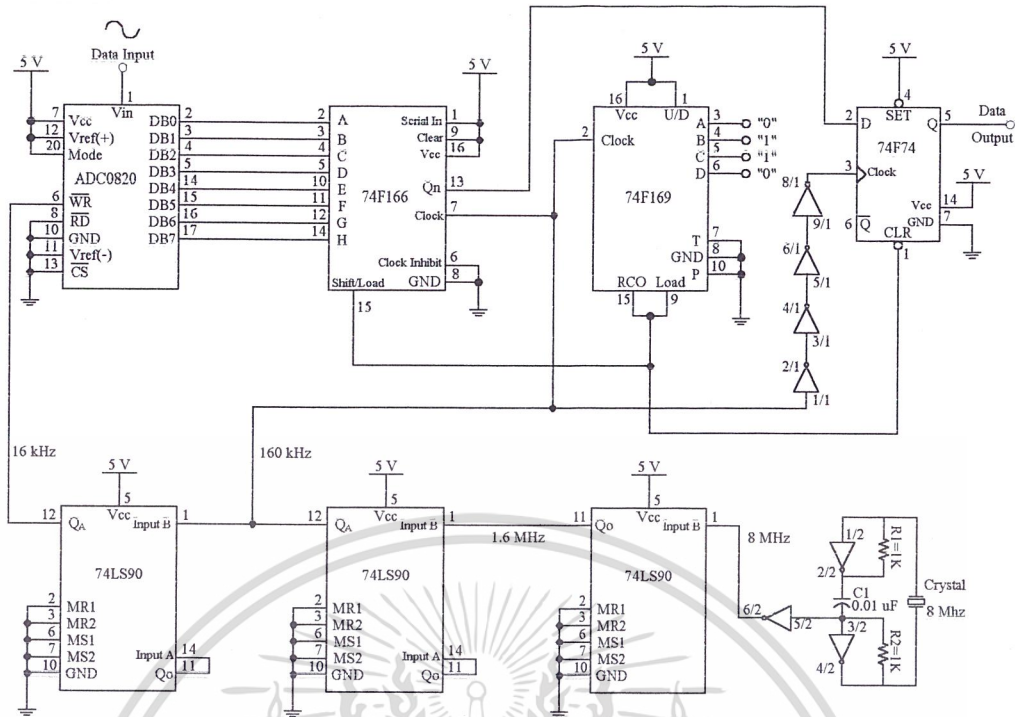 Data Input
5 V
1
Vin
7 Vcc
12 Vref(+)
20 Mode
ADC0820
6 WR
8 RD
10 GND
11 Vref(-)
13 CS
DB0 2
DB1 3
DB2 4
DB3 5
DB4 14
DB5 15
DB6 16
DB7 17
5 V
2 A
3 B
4 C
5 D
10 E
11 F
12 G
14 H
74F166
Serial In 1
Clear 9
Vcc 16
Qn 13
Clock 7
Clock Inhibit 6
GND 8
Shift/Load
15
5 V
16 1
Vcc U/D
2 Clock
A 3 "0"
B 4 "1"
C 5 "1"
D 6 "0"
74F169
T 7
GND 8
P 10
RCO Load
15 9
5 V
4
SET
2 D
Q 5
Data
Output
74F74
3 Clock
5 V
Vcc 14
GND 7
6 Q
CLR
1
8/1
9/1
6/1
5/1
4/1
3/1
2/1
1/1
16 kHz
160 kHz
5 V
5
Vcc
12 QA
Input B 1
74LS90
2 MR1
3 MR2
6 MS1
7 MS2
10 GND
Input A 14
Qo 11
5 V
5
Vcc
12 QA
Input B 1
74LS90
2 MR1
3 MR2
6 MS1
7 MS2
10 GND
Input A 14
Qo 11
1.6 MHz
5 V
5
Vcc
11 Qo
Input B 1
74LS90
2 MR1
3 MR2
6 MS1
7 MS2
10 GND
8 MHz
6/2
5/2
1/2
2/2
R1=1K
C1
0.01 uF
3/2
4/2
R2=1K
Crystal
8 Mhz